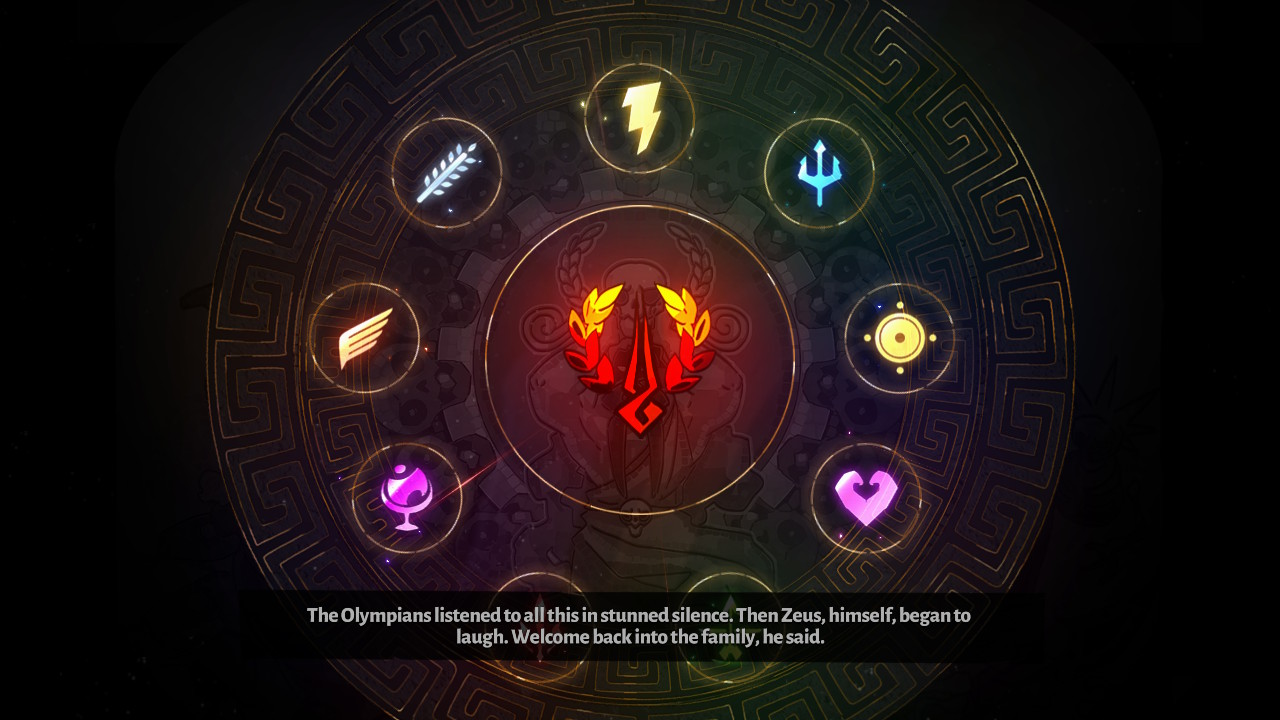 The Olympians listened to all this in stunned silence. Then Zeus, himself, began to
laugh. Welcome back into the family, he said.